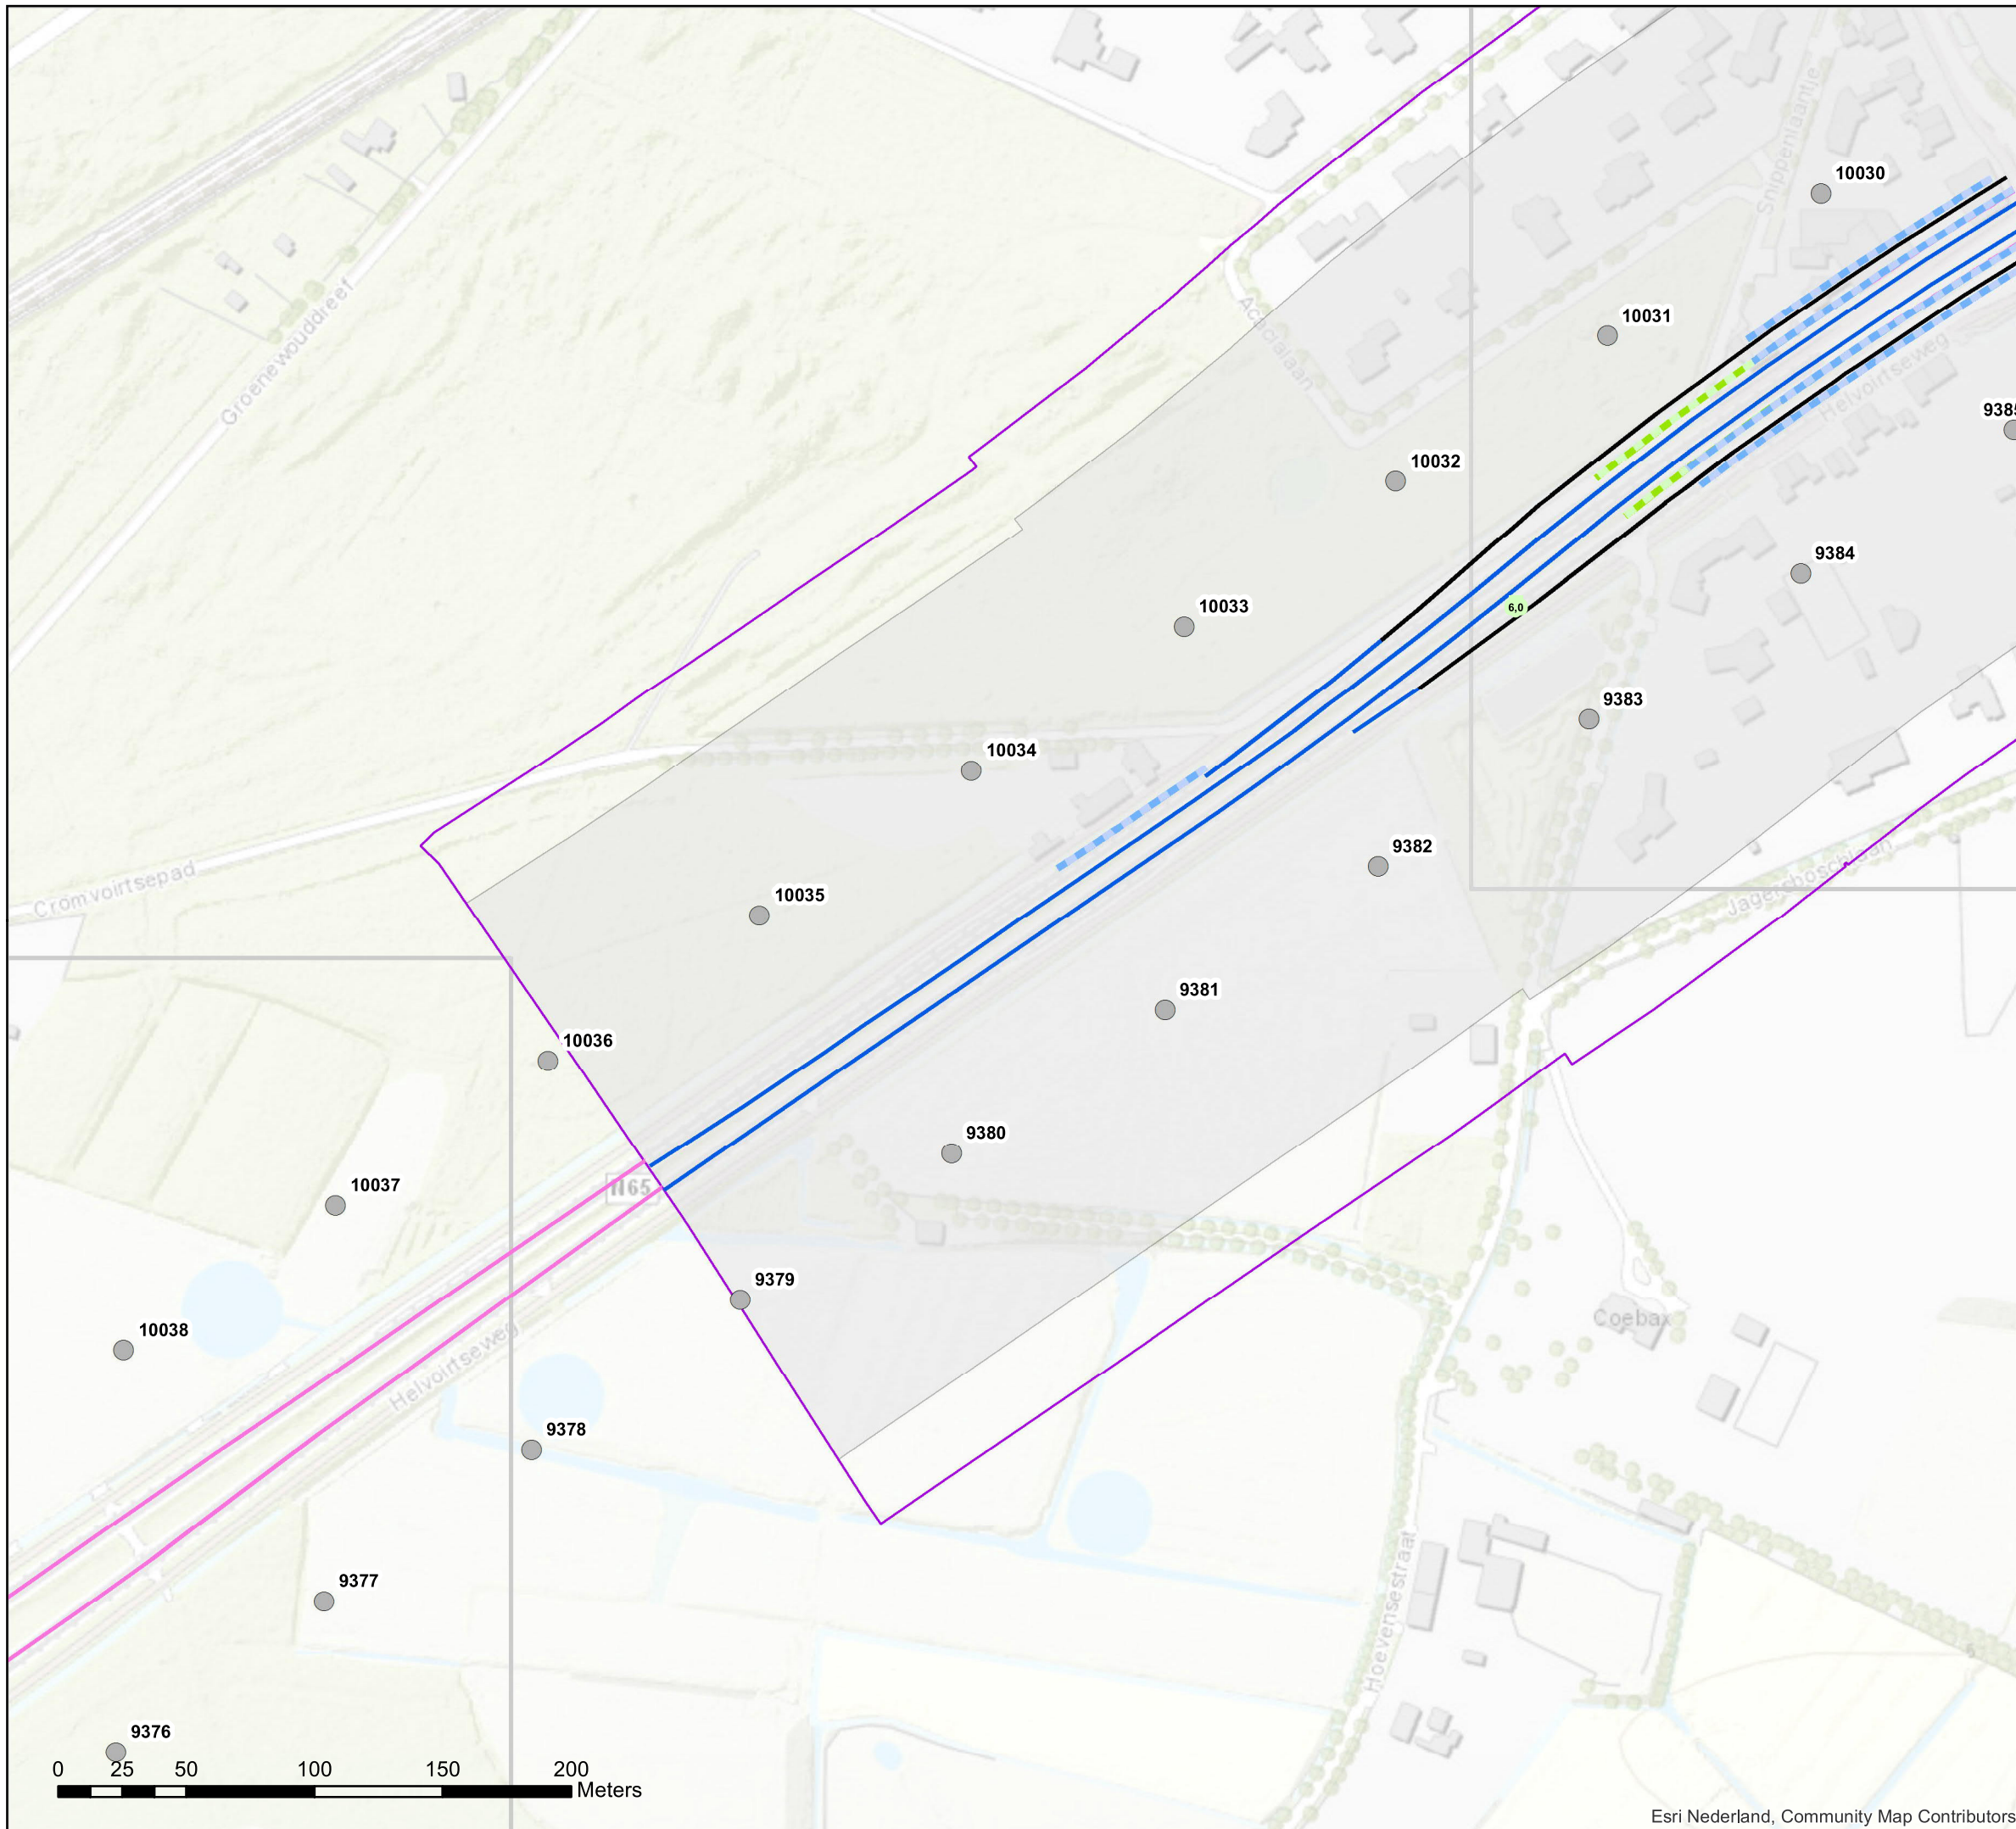 10030
Snippenlaantje
10031
Helvoirtseweg
Groenewouddreef
Acacialaan
9385
10032
9384
10033
6,0
9383
10034
9382
Jagersboschlaan
Cromvoirtsepad
10035
9381
10036
9380
10037
N65
9379
10038
Helvoirtseweg
Coebax
9378
Hoevensestraat
9377
9376
0 25 50 100 150 200
Meters
Esri Nederland, Community Map Contributors